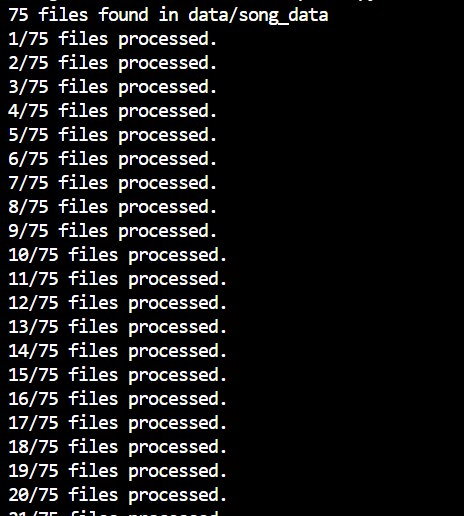 75 files found in data/song_data
1/75 files processed.
2/75 files processed.
3/75 files processed.
4/75 files processed.
5/75 files processed.
6/75 files processed.
7/75 files processed.
8/75 files processed.
9/75 files processed.
10/75 files processed.
11/75 files processed.
12/75 files processed.
13/75 files processed.
14/75 files processed.
15/75 files processed.
16/75 files processed.
17/75 files processed.
18/75 files processed.
19/75 files processed.
20/75 files processed.
21/75 files processed.